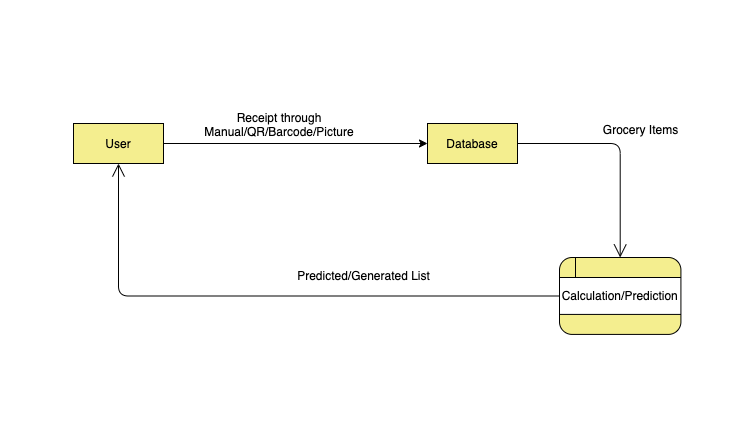 Receipt through
Manual/QR/Barcode/Picture
Grocery Items
User
Database
Predicted/Generated List
Calculation/Prediction